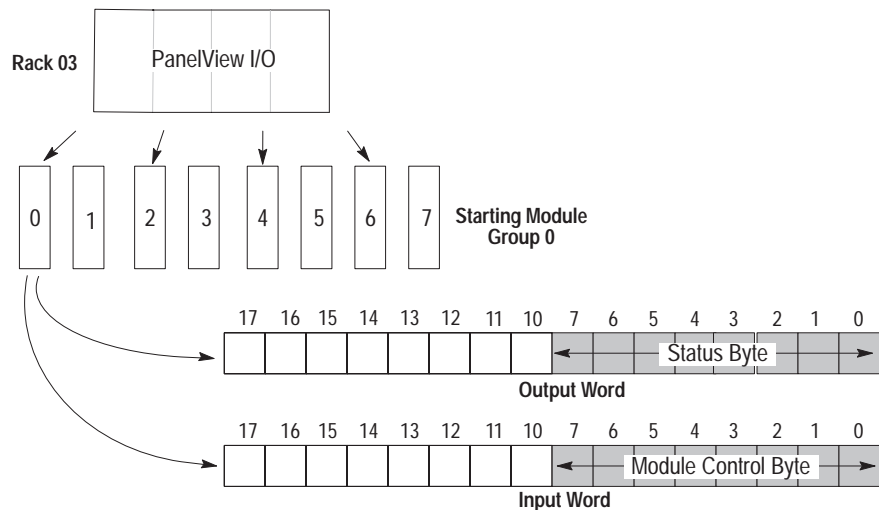 PanelView I/O
Rack 03
0 1 2 3 4 5 6 7
Starting Module
Group 0
17 16 15 14 13 12 11 10 7 6 5 4 3 2 1 0
Status Byte
Output Word
17 16 15 14 13 12 11 10 7 6 5 4 3 2 1 0
Module Control Byte
Input Word